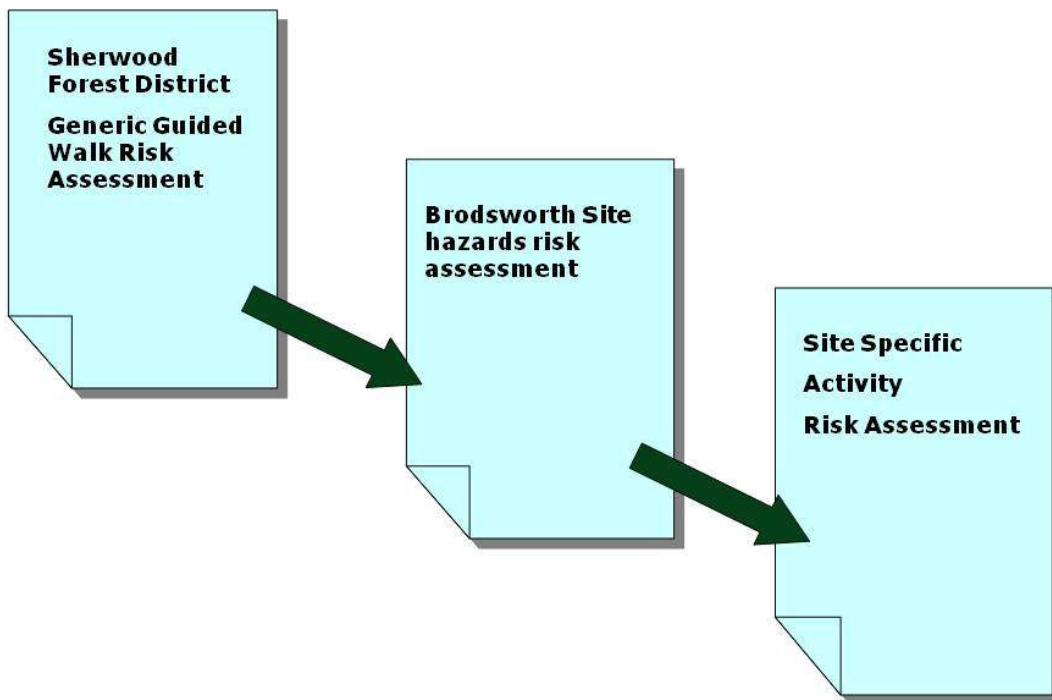 Sherwood
Forest District
Generic Guided
Walk Risk
Assessment
Brodsworth Site
hazards risk
assessment
Site Specific
Activity
Risk Assessment